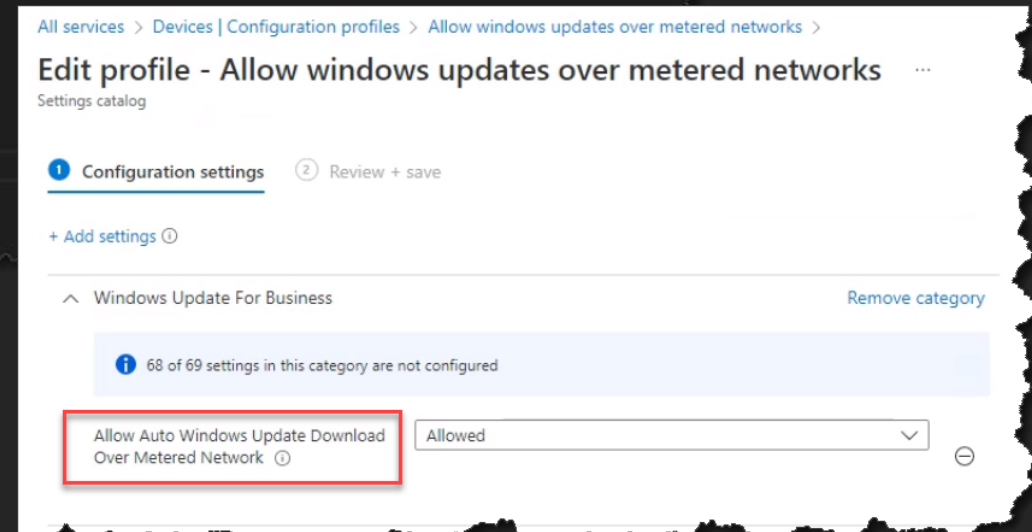 All services > Devices | Configuration profiles > Allow windows updates over metered networks >
Edit profile - Allow windows updates over metered networks ...
Settings catalog
1 Configuration settings 2 Review + save
+ Add settings
Windows Update For Business Remove category
68 of 69 settings in this category are not configured
Allow Auto Windows Update Download Allowed
Over Metered Network